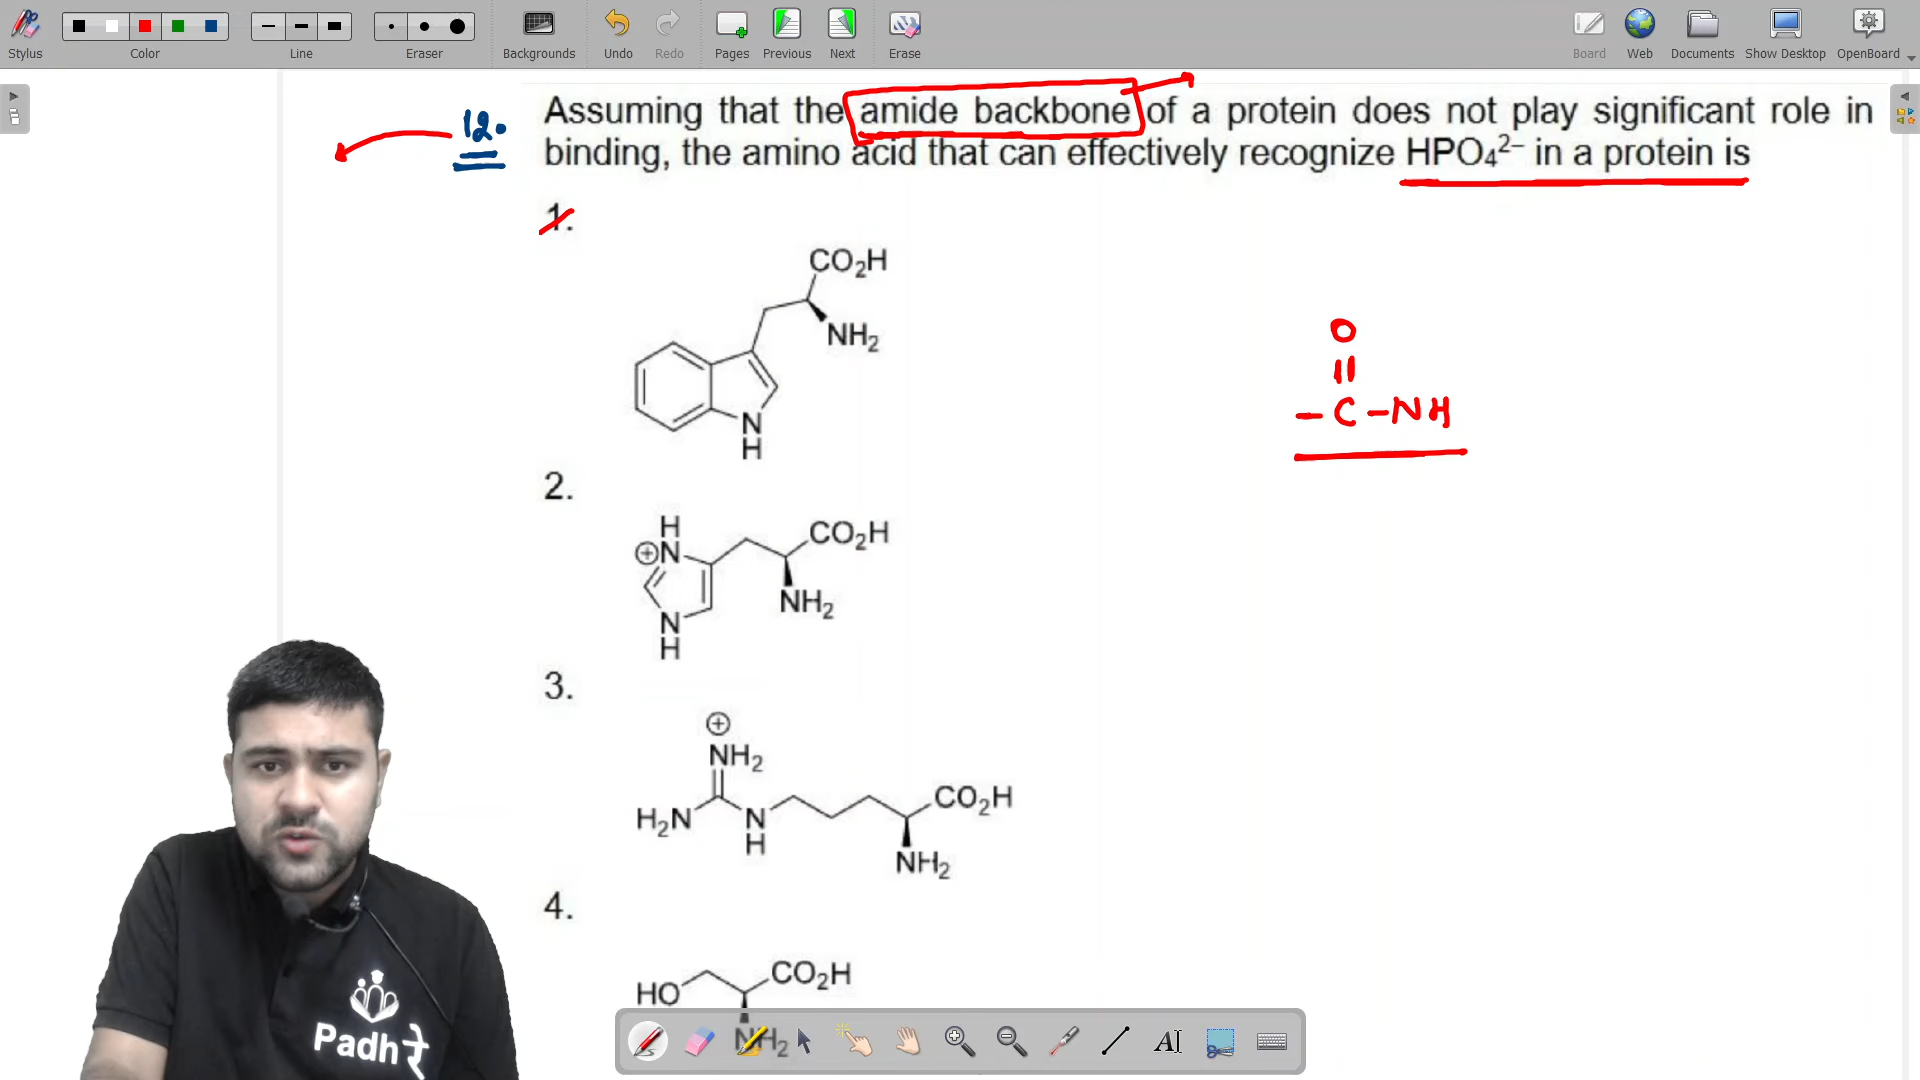 Stylus
Color
Line
Eraser
Backgrounds
Undo
Redo
Pages
Previous
Next
Erase
Board
Web
Documents
Show Desktop
OpenBoard
12.
Assuming that the amide backbone of a protein does not play significant role in
binding, the amino acid that can effectively recognize HPO₄²⁻ in a protein is
1.
CO₂H
NH₂
N
H
O
||
– C – NH
2.
H
⊕N
CO₂H
NH₂
N
H
3.
⊕
NH₂
H₂N
N
H
CO₂H
NH₂
4.
HO
CO₂H
NH₂
Padhरे
AI